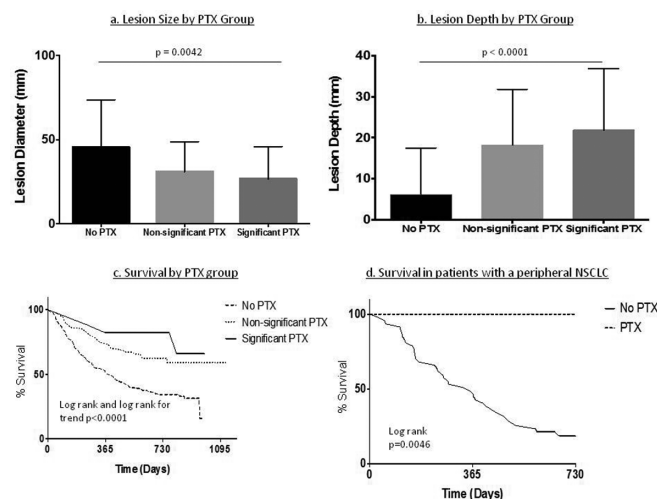 a. Lesion Size by PTX Group
100
50
0
Lesion Diameter (mm)
p = 0.0042
No PTX
Non-significant PTX
Significant PTX
b. Lesion Depth by PTX Group
40
30
20
10
0
Lesion Depth (mm)
p < 0.0001
No PTX
Non-significant PTX
Significant PTX
c. Survival by PTX group
No PTX
Non-significant PTX
Significant PTX
100
50
0
% Survival
Log rank and log rank for
trend p<0.0001
0
365
730
1095
Time (Days)
d. Survival in patients with a peripheral NSCLC
No PTX
PTX
100
75
50
25
0
% Survival
Log rank
p=0.0046
0
365
730
Time (Days)